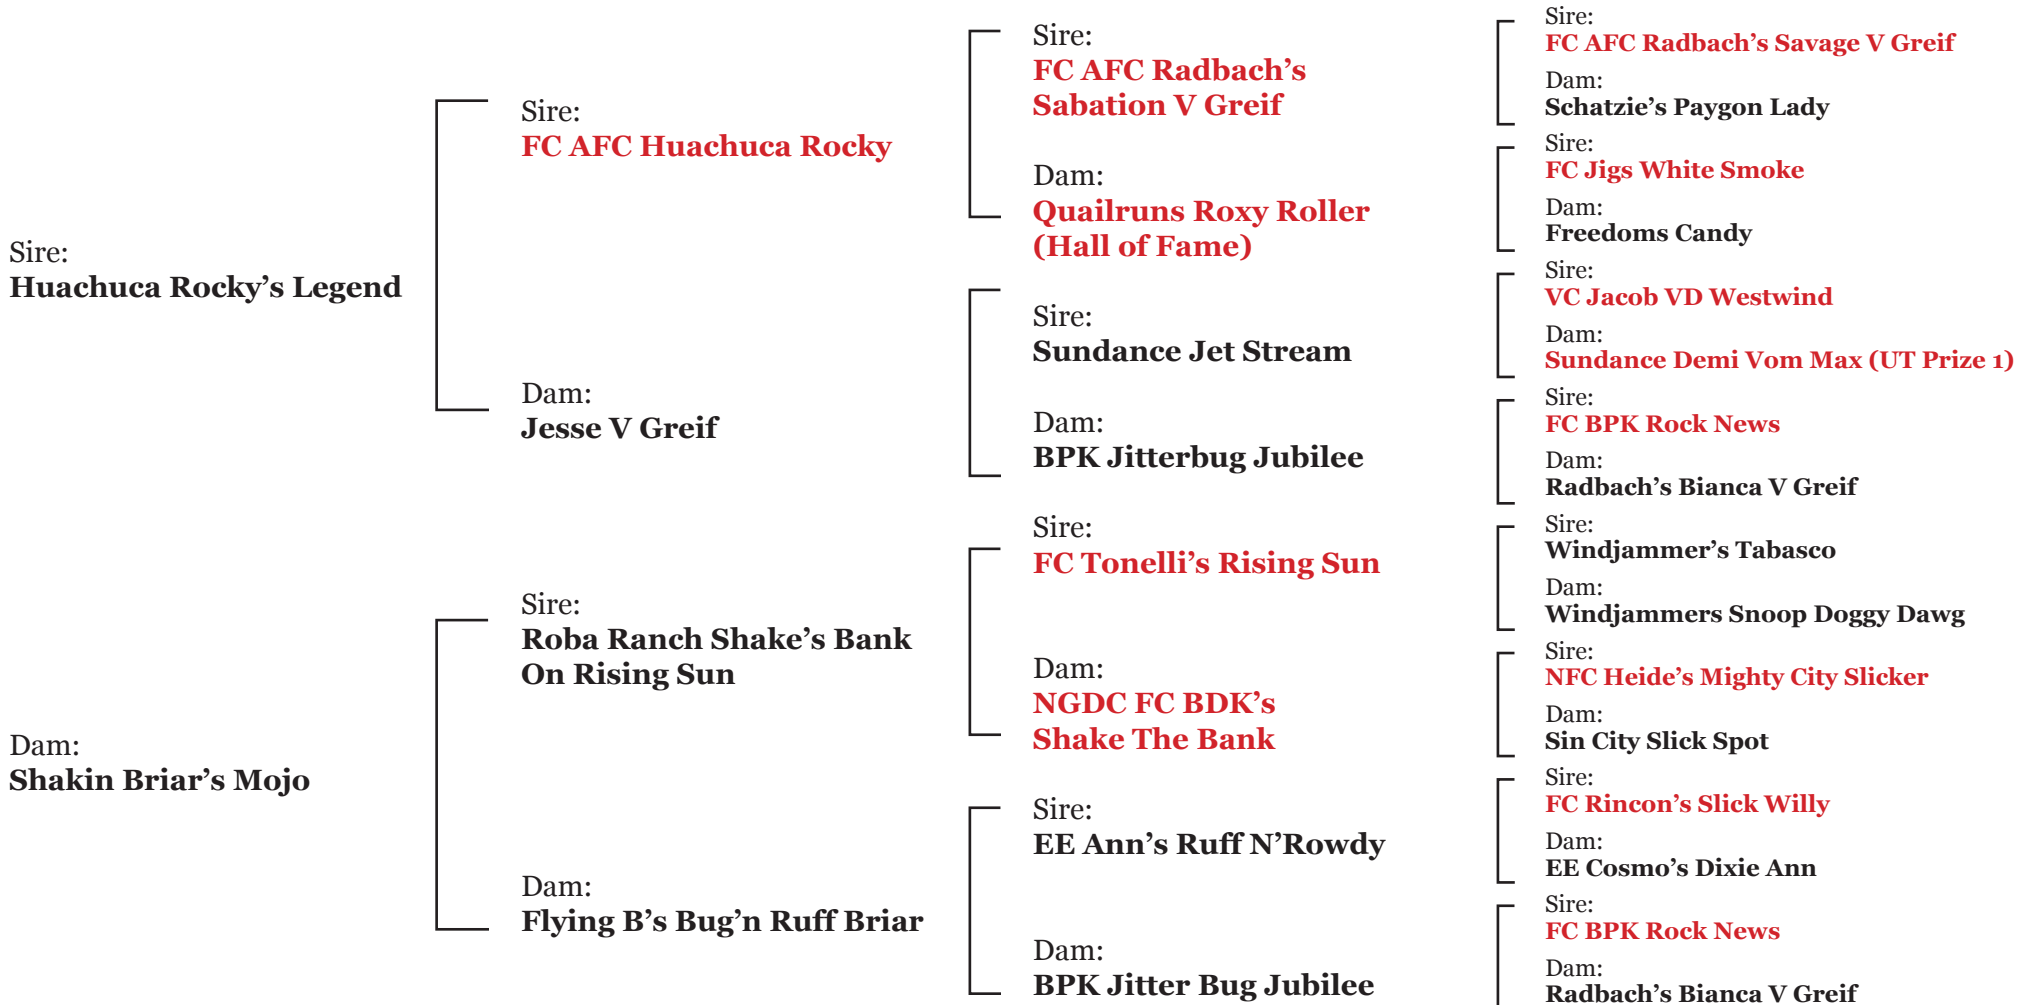 Sire:
Huachuca Rocky’s Legend
Dam:
Shakin Briar’s Mojo
Sire:
FC AFC Huachuca Rocky
Dam:
Jesse V Greif
Sire:
Roba Ranch Shake’s Bank
On Rising Sun
Dam:
Flying B’s Bug’n Ruff Briar
Sire:
FC AFC Radbach’s
Sabation V Greif
Dam:
Quailruns Roxy Roller
(Hall of Fame)
Sire:
Sundance Jet Stream
Dam:
BPK Jitterbug Jubilee
Sire:
FC Tonelli’s Rising Sun
Dam:
NGDC FC BDK’s
Shake The Bank
Sire:
EE Ann’s Ruff N’Rowdy
Dam:
BPK Jitter Bug Jubilee
Sire:
FC AFC Radbach’s Savage V Greif
Dam:
Schatzie’s Paygon Lady
Sire:
FC Jigs White Smoke
Dam:
Freedoms Candy
Sire:
VC Jacob VD Westwind
Dam:
Sundance Demi Vom Max (UT Prize 1)
Sire:
FC BPK Rock News
Dam:
Radbach’s Bianca V Greif
Sire:
Windjammer’s Tabasco
Dam:
Windjammers Snoop Doggy Dawg
Sire:
NFC Heide’s Mighty City Slicker
Dam:
Sin City Slick Spot
Sire:
FC Rincon’s Slick Willy
Dam:
EE Cosmo’s Dixie Ann
Sire:
FC BPK Rock News
Dam:
Radbach’s Bianca V Greif